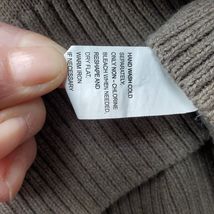 HAND WASH COLD
SEPARATELY.
ONLY NON - CHLORINE
BLEACH WHEN NEEDED.
RESHAPE AND
DRY FLAT.
WARM IRON
IF NECESSARY